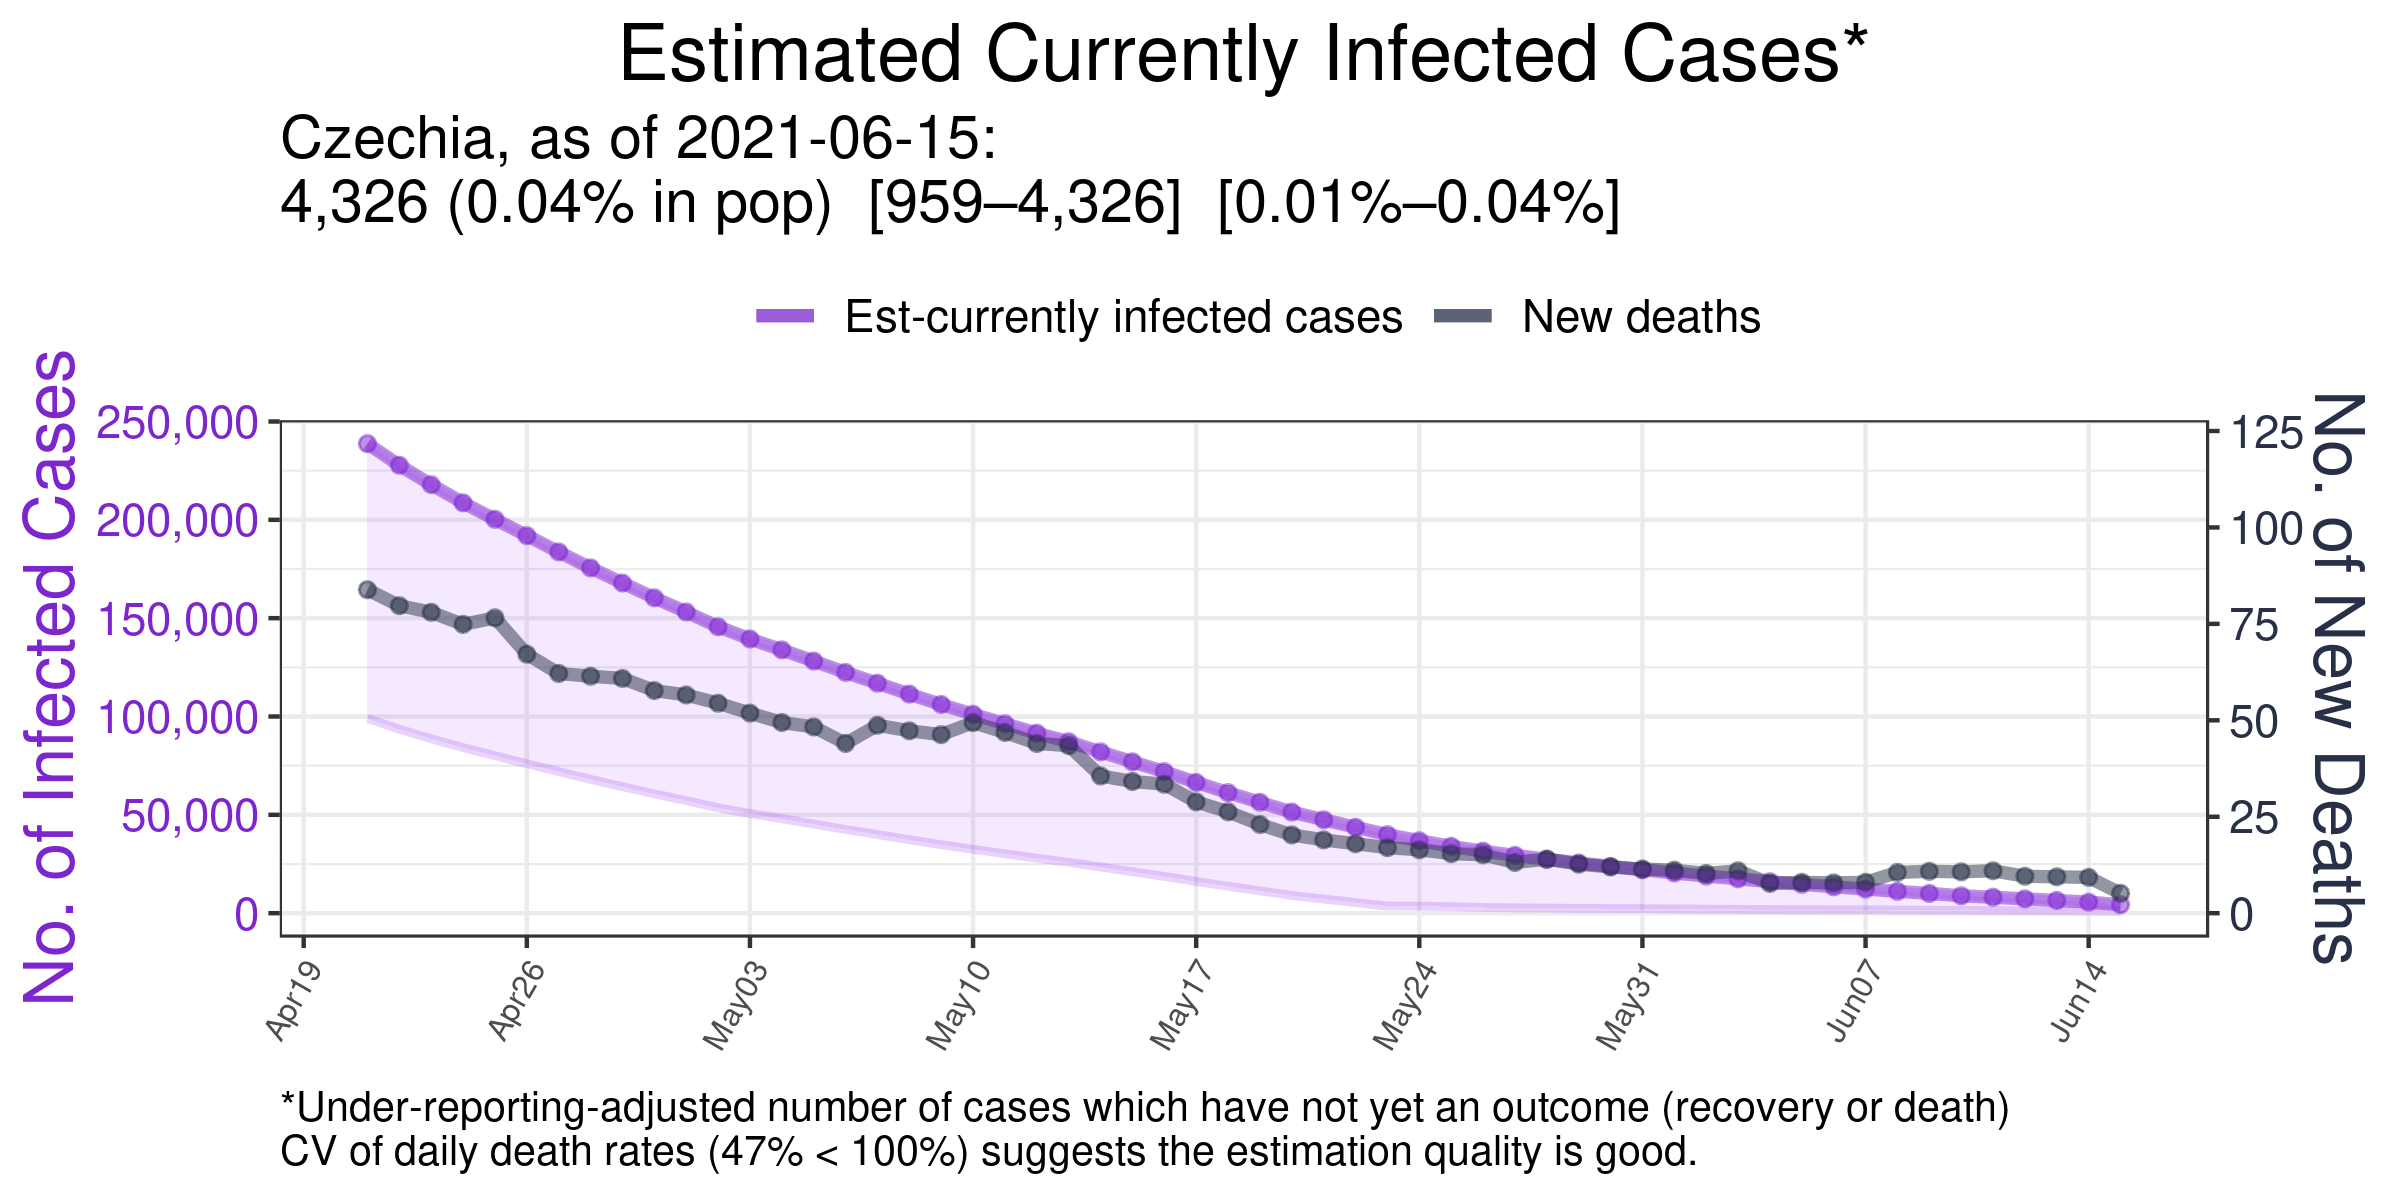 Estimated Currently Infected Cases*
Czechia, as of 2021-06-15:
4,326 (0.04% in pop)  [959–4,326]  [0.01%–0.04%]
Est-currently infected cases
New deaths
No. of Infected Cases
250,000
200,000
150,000
100,000
50,000
0
125
100
75
50
25
0
No. of New Deaths
Apr19
Apr26
May03
May10
May17
May24
May31
Jun07
Jun14
*Under-reporting-adjusted number of cases which have not yet an outcome (recovery or death)
CV of daily death rates (47% < 100%) suggests the estimation quality is good.